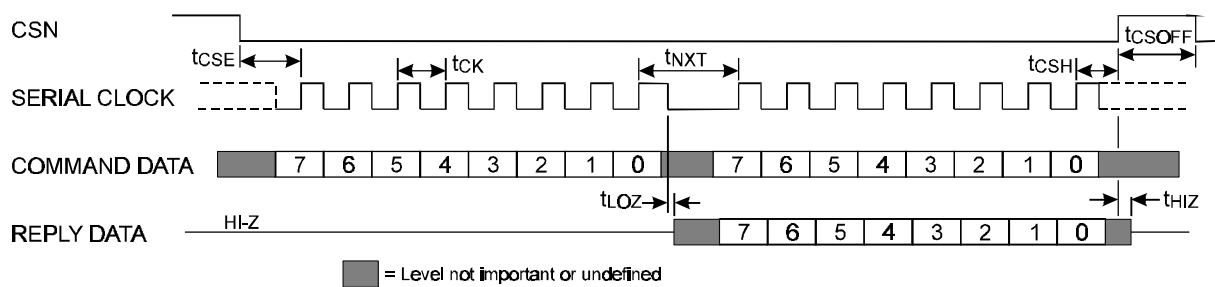 CSN
tCSOFF
tCSE
tCK
tNXT
tCSH
SERIAL CLOCK
COMMAND DATA
7 6 5 4 3 2 1 0
7 6 5 4 3 2 1 0
tLOZ
tHIZ
REPLY DATA
HI-Z
7 6 5 4 3 2 1 0
= Level not important or undefined